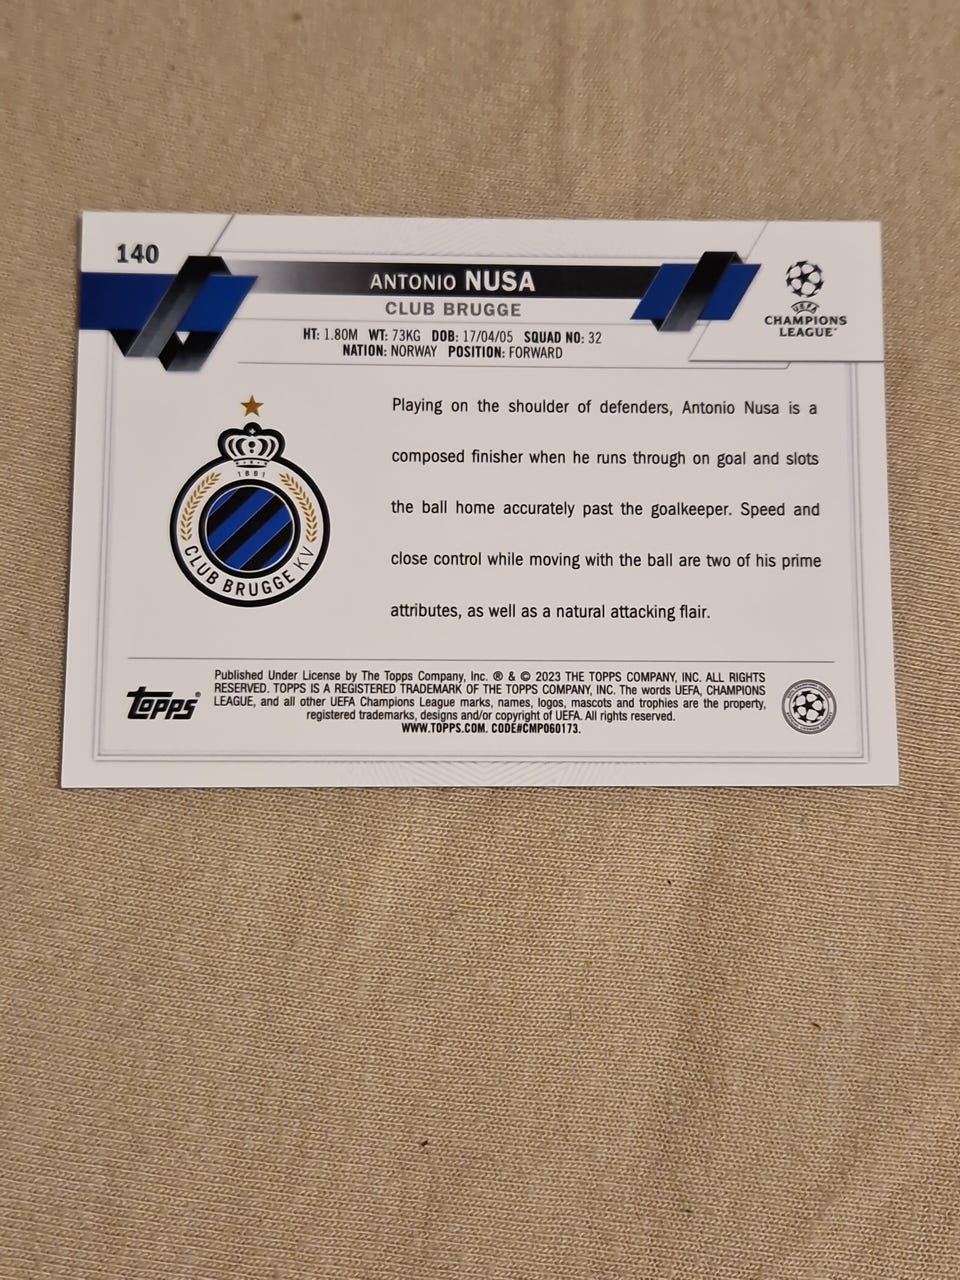 140
ANTONIO NUSA
CLUB BRUGGE
HT: 1.80M WT: 73KG DOB: 17/04/05 SQUAD NO: 32
NATION: NORWAY POSITION: FORWARD
UEFA
CHAMPIONS
LEAGUE
1891
CLUB BRUGGE KV
Playing on the shoulder of defenders, Antonio Nusa is a
composed finisher when he runs through on goal and slots
the ball home accurately past the goalkeeper. Speed and
close control while moving with the ball are two of his prime
attributes, as well as a natural attacking flair.
Topps®
Published Under License by The Topps Company, Inc. ® & © 2023 THE TOPPS COMPANY, INC. ALL RIGHTS
RESERVED. TOPPS IS A REGISTERED TRADEMARK OF THE TOPPS COMPANY, INC. The words UEFA, CHAMPIONS
LEAGUE, and all other UEFA Champions League marks, names, logos, mascots and trophies are the property,
registered trademarks, designs and/or copyright of UEFA. All rights reserved.
WWW.TOPPS.COM. CODE#CMP060173.